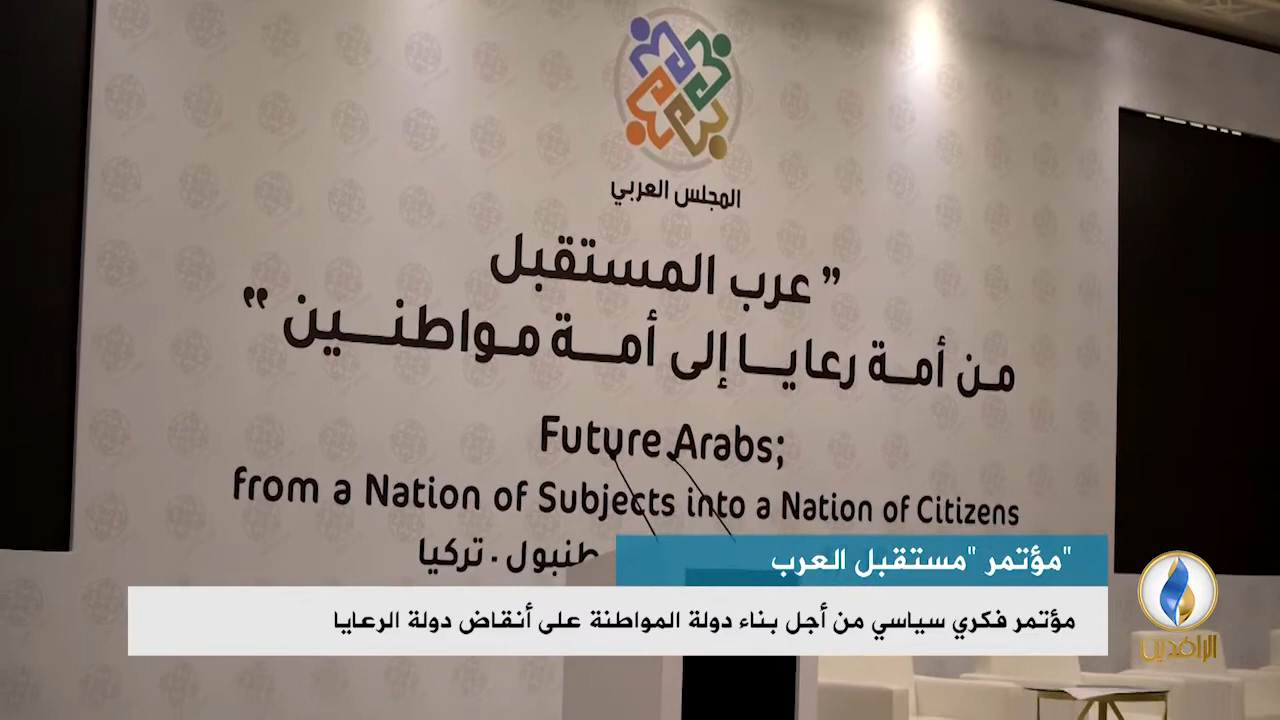 المجلس العربي
” عرب المستقبل
من أمة رعايا إلى أمة مواطنين “
Future Arabs;
from a Nation of Subjects into a Nation of Citizens
تركيا
"مؤتمر "مستقبل العرب
مؤتمر فكري سياسي من أجل بناء دولة المواطنة على أنقاض دولة الرعايا
الرافدين